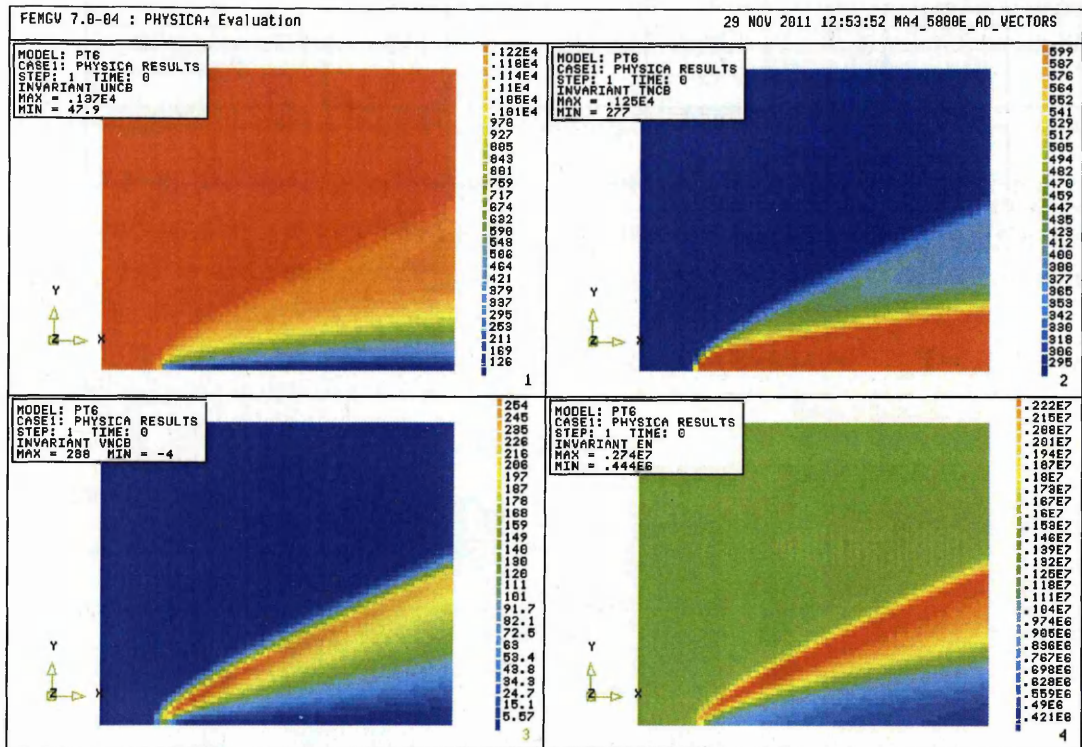 FEMGV 7.0-04 : PHYSICA+ Evaluation
29 NOV 2011 12:53:52 MA4_5800E_AD_VECTORS
MODEL: PT6
CASE1: PHYSICA RESULTS
STEP: 1 TIME: 0
INVARIANT UNCB
MAX = .137E4
MIN = 47.9
.122E4
.118E4
.114E4
.11E4
.105E4
.101E4
970
927
885
843
801
759
717
674
632
590
548
506
464
421
379
337
295
253
211
169
126
Y
Z
X
1
MODEL: PT6
CASE1: PHYSICA RESULTS
STEP: 1 TIME: 0
INVARIANT TNCB
MAX = .125E4
MIN = 277
599
587
576
564
552
541
529
517
505
494
482
470
459
447
435
423
412
400
388
377
365
353
342
330
318
306
295
Y
Z
X
2
MODEL: PT6
CASE1: PHYSICA RESULTS
STEP: 1 TIME: 0
INVARIANT VNCB
MAX = 288 MIN = -4
254
245
235
226
216
206
197
187
178
168
159
149
140
130
120
111
101
91.7
82.1
72.5
63
53.4
43.8
34.3
24.7
15.1
5.57
Y
Z
X
3
MODEL: PT6
CASE1: PHYSICA RESULTS
STEP: 1 TIME: 0
INVARIANT EN
MAX = .274E7
MIN = .444E6
.222E7
.215E7
.208E7
.201E7
.194E7
.187E7
.18E7
.173E7
.167E7
.16E7
.153E7
.146E7
.139E7
.132E7
.125E7
.118E7
.111E7
.104E7
.974E6
.905E6
.836E6
.767E6
.698E6
.628E6
.559E6
.49E6
.421E6
Y
Z
X
4